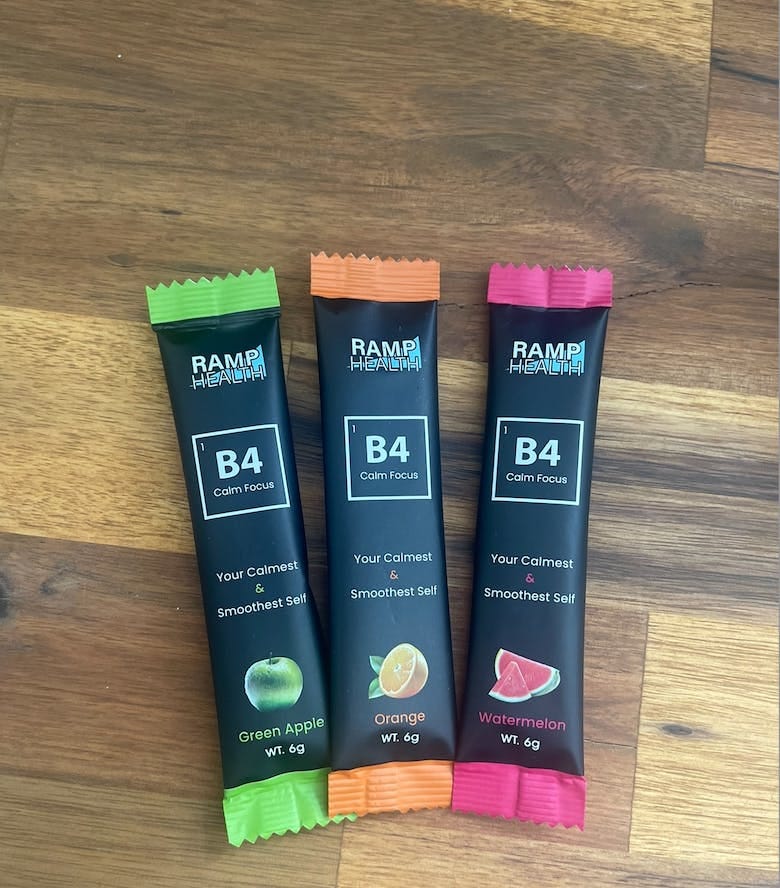 RAMP
HEALTH
1
B4
Calm Focus
Your Calmest
&
Smoothest Self
Green Apple
WT. 6g
RAMP
HEALTH
1
B4
Calm Focus
Your Calmest
&
Smoothest Self
Orange
WT. 6g
RAMP
HEALTH
1
B4
Calm Focus
Your Calmest
&
Smoothest Self
Watermelon
WT. 6g